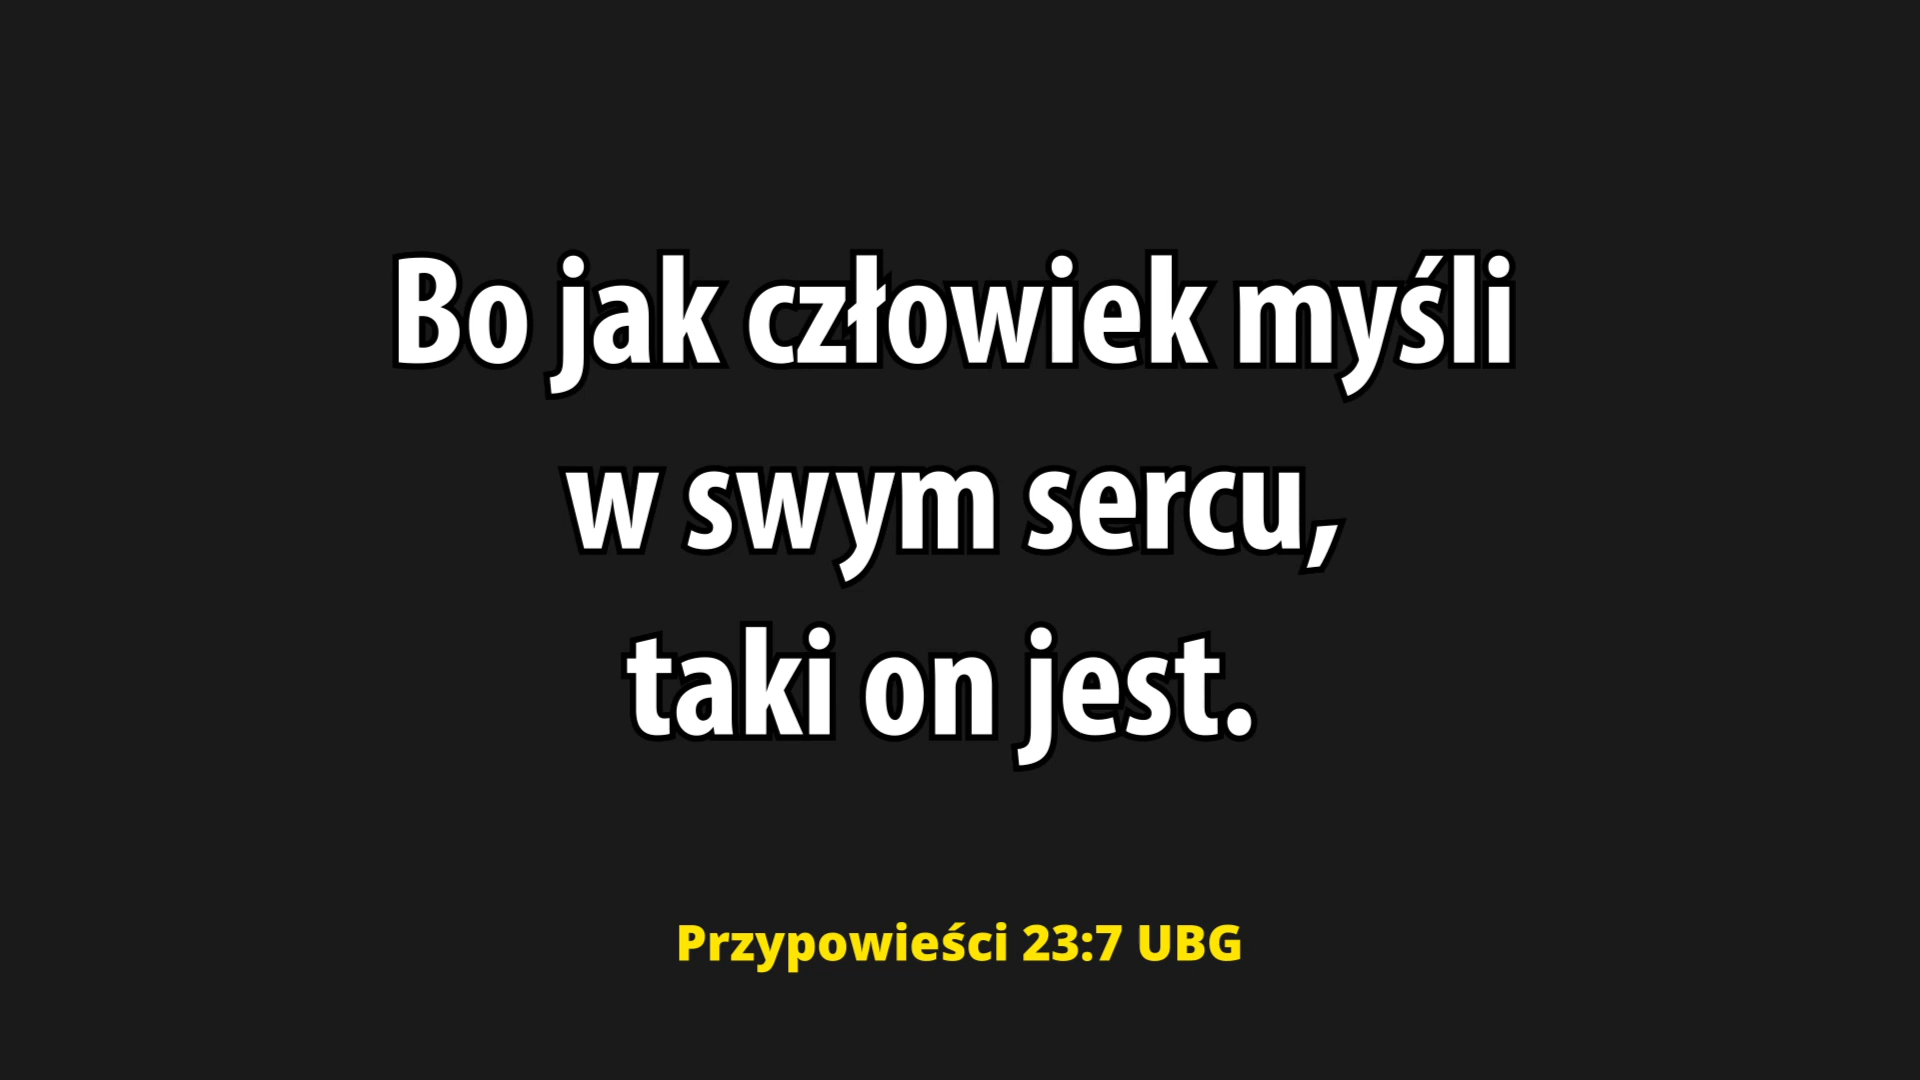 Bo jak człowiek myśli
w swym sercu,
taki on jest.
Przypowieści 23:7 UBG